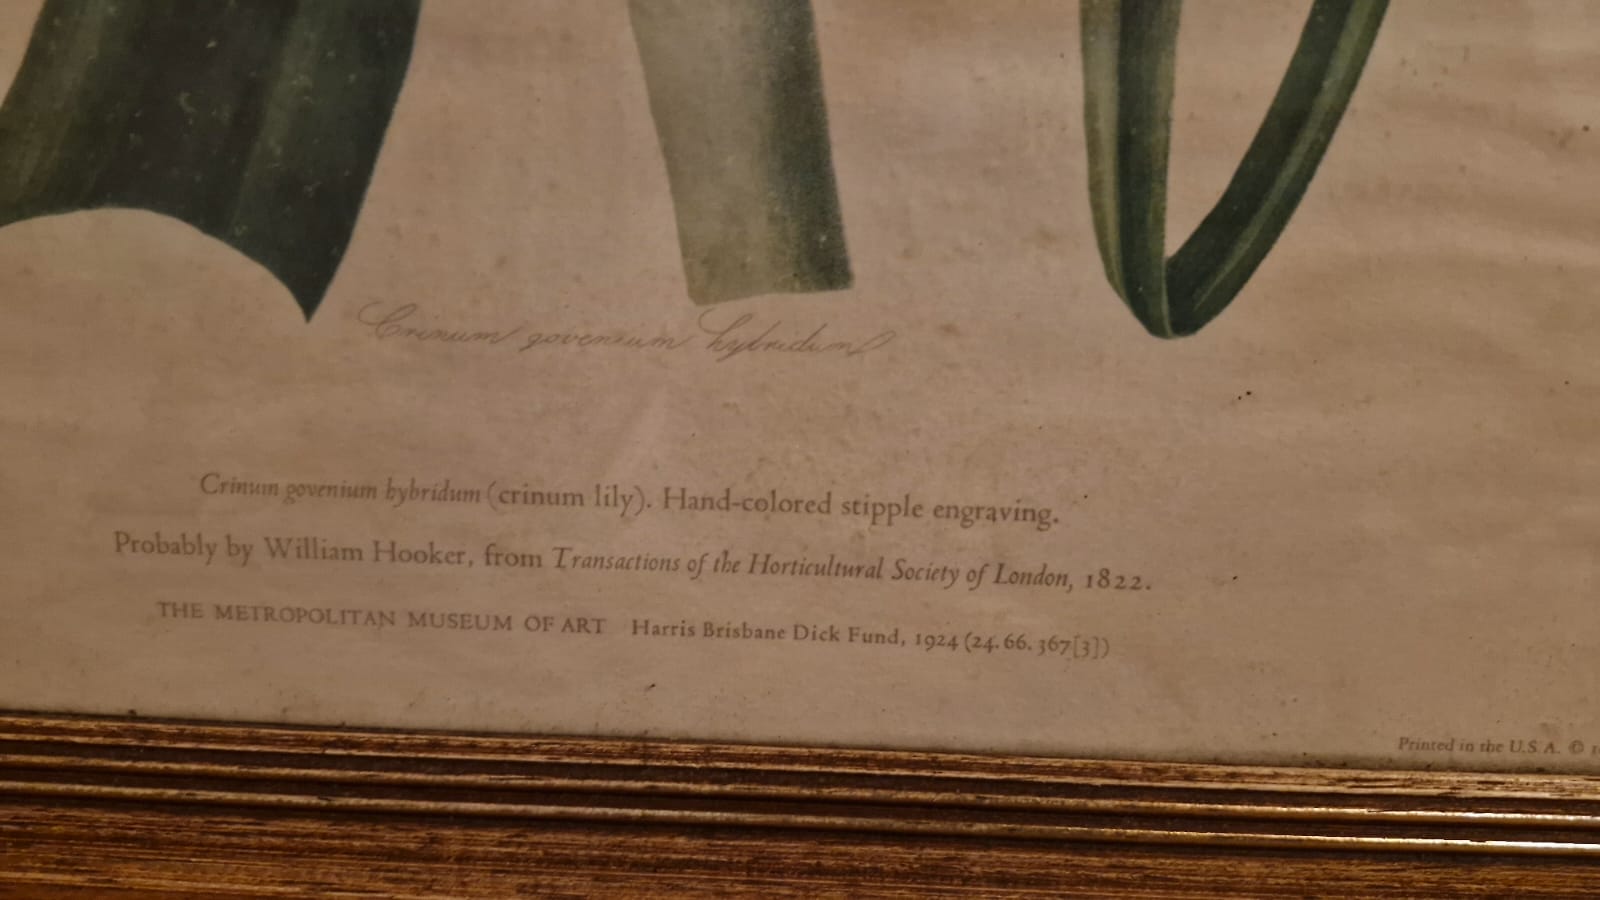 Crinum govenium hybridum
Crinum govenium hybridum (crinum lily). Hand-colored stipple engraving.
Probably by William Hooker, from Transactions of the Horticultural Society of London, 1822.
THE METROPOLITAN MUSEUM OF ART Harris Brisbane Dick Fund, 1924 (24.66.367[3])
Printed in the U.S.A. ©